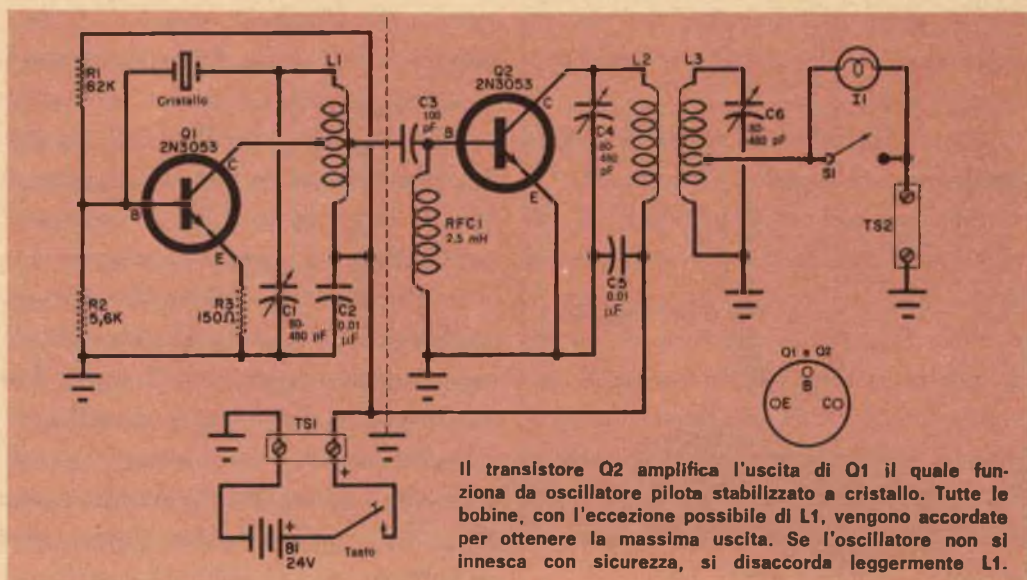 R1
82K
Cristallo
Q1
2N3053
C
B
E
R2
5,6K
R3
150Ω
C1
80-
480 pF
C2
0.01
µF
L1
C3
100
pF
Q2
2N3053
C
B
E
RFC1
2.5 mH
C4
80-
480 pF
L2
L3
C5
0.01
µF
C6
80-
480 pF
I1
S1
TS2
TS1
+
+
B1
24V
Tasto
Q1 e Q2
B
E
C
Il transistore Q2 amplifica l'uscita di Q1 il quale fun-
ziona da oscillatore pilota stabilizzato a cristallo. Tutte le
bobine, con l'eccezione possibile di L1, vengono accordate
per ottenere la massima uscita. Se l'oscillatore non si
innesca con sicurezza, si disaccorda leggermente L1.